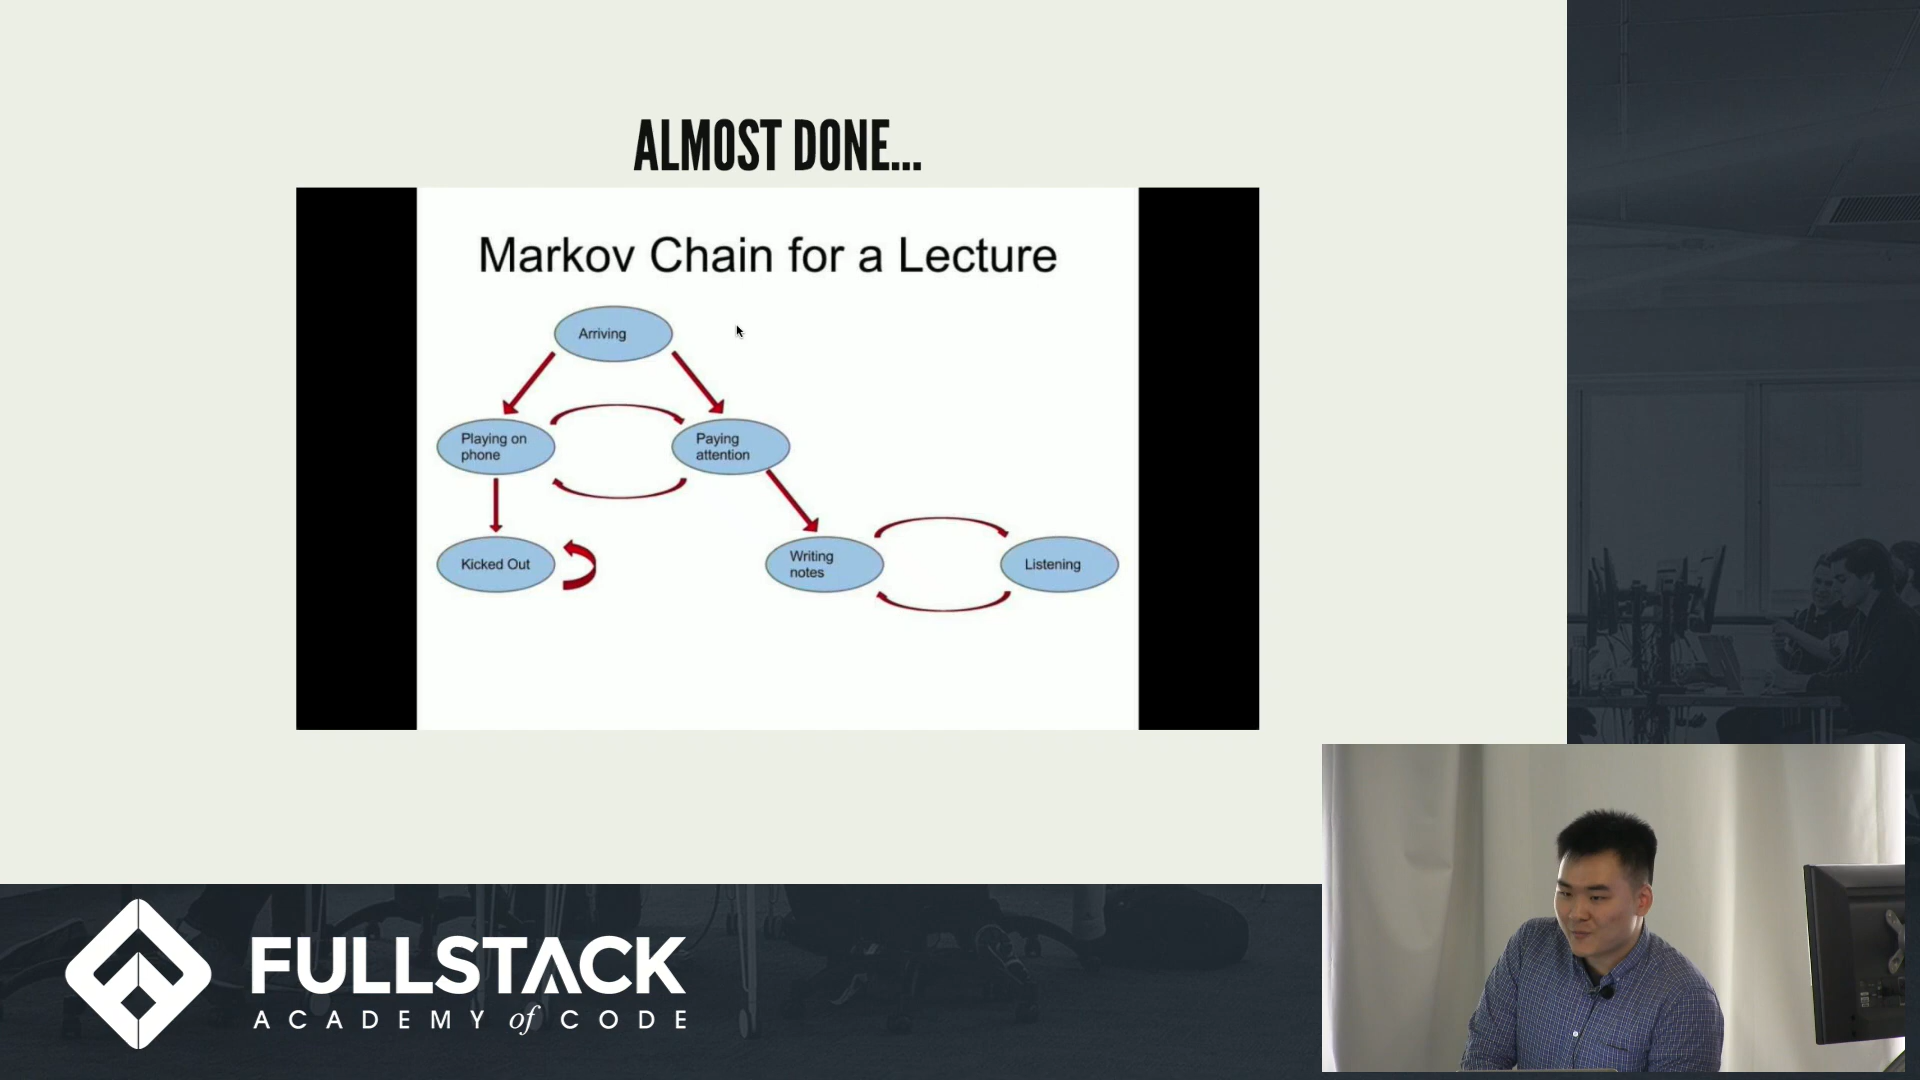 ALMOST DONE...
Markov Chain for a Lecture
Arriving
Playing on
phone
Paying
attention
Kicked Out
Writing
notes
Listening
FULLSTACK
ACADEMY of CODE